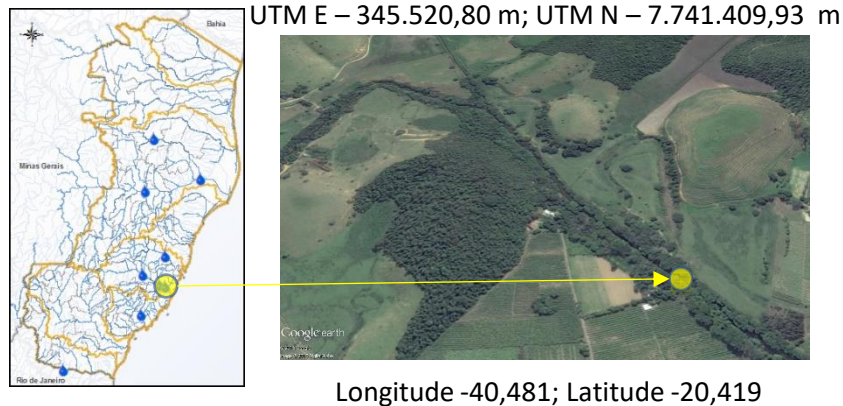 UTM E – 345.520,80 m; UTM N – 7.741.409,93 m
Bahia
Minas Gerais
Rio de Janeiro
Google earth
Longitude -40,481; Latitude -20,419